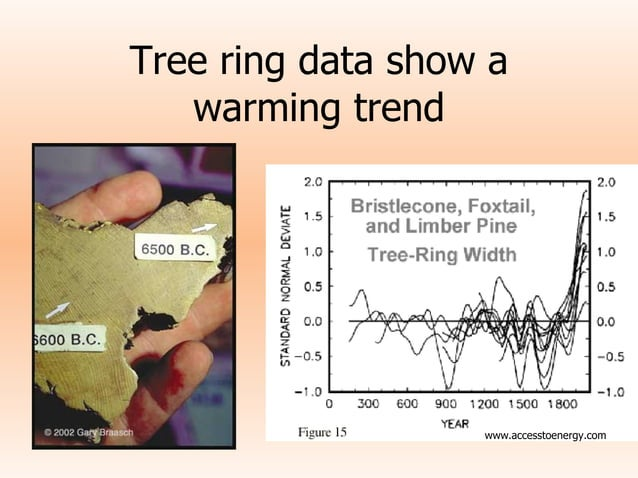 Tree ring data show a
warming trend
6500 B.C.
6600 B.C.
© 2002 Gary Braasch
Bristlecone, Foxtail,
and Limber Pine
Tree-Ring Width
STANDARD NORMAL DEVIATE
2.0
1.5
1.0
0.5
0.0
−0.5
−1.0
2.0
1.5
1.0
0.5
0.0
−0.5
−1.0
0 300 600 900 1200 1500 1800
YEAR
Figure 15
www.accesstoenergy.com